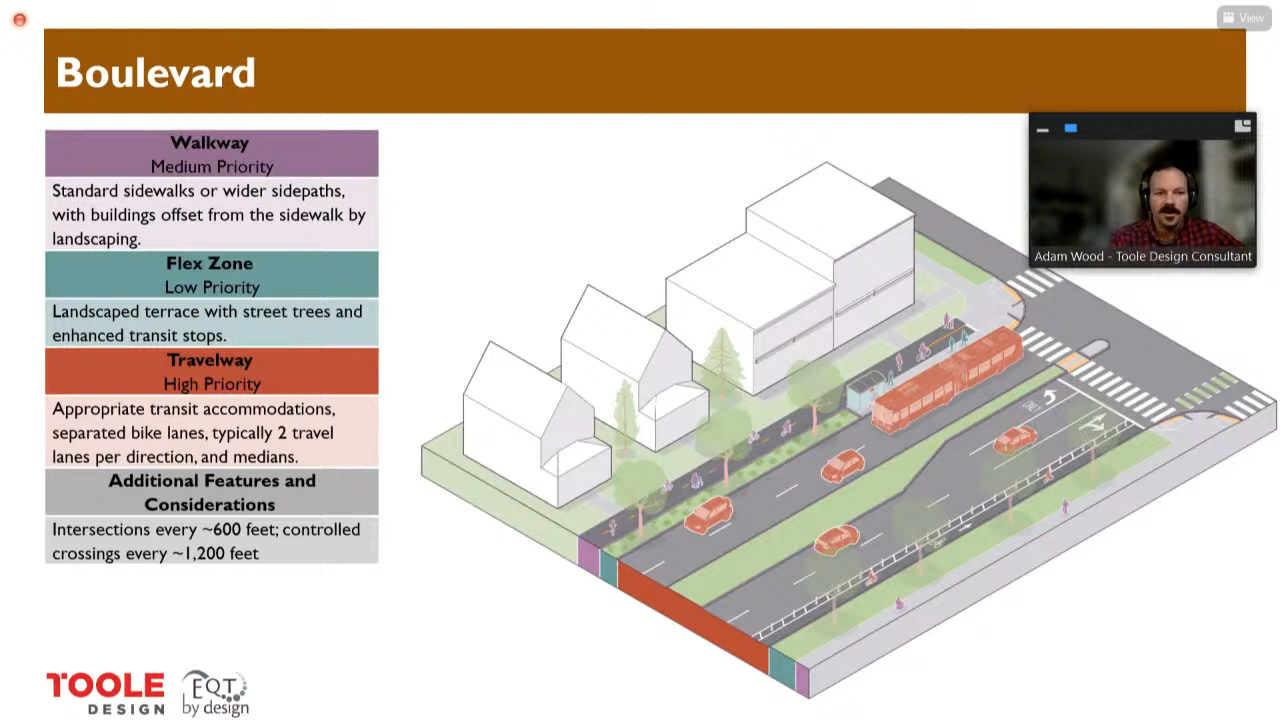 View
Boulevard
Walkway
Medium Priority
Standard sidewalks or wider sidepaths,
with buildings offset from the sidewalk by
landscaping.
Flex Zone
Low Priority
Landscaped terrace with street trees and
enhanced transit stops.
Travelway
High Priority
Appropriate transit accommodations,
separated bike lanes, typically 2 travel
lanes per direction, and medians.
Additional Features and
Considerations
Intersections every ~600 feet; controlled
crossings every ~1,200 feet
Adam Wood - Toole Design Consultant
ONLY
TOOLE
DESIGN
EQT
by design